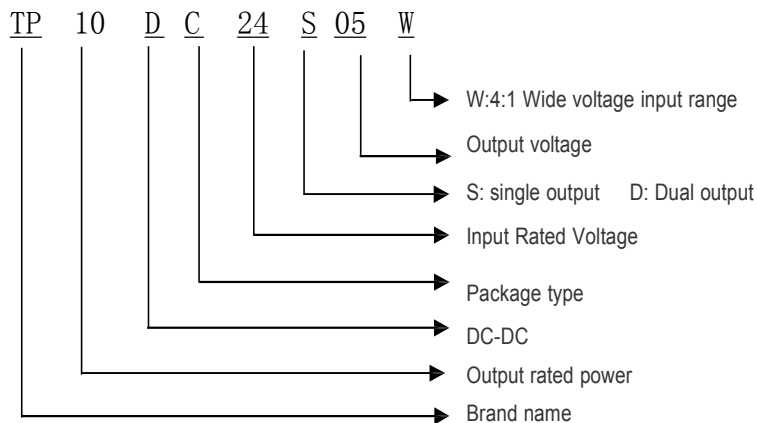 TP 10 D C 24 S 05 W
W:4:1 Wide voltage input range
Output voltage
S: single output D: Dual output
Input Rated Voltage
Package type
DC-DC
Output rated power
Brand name